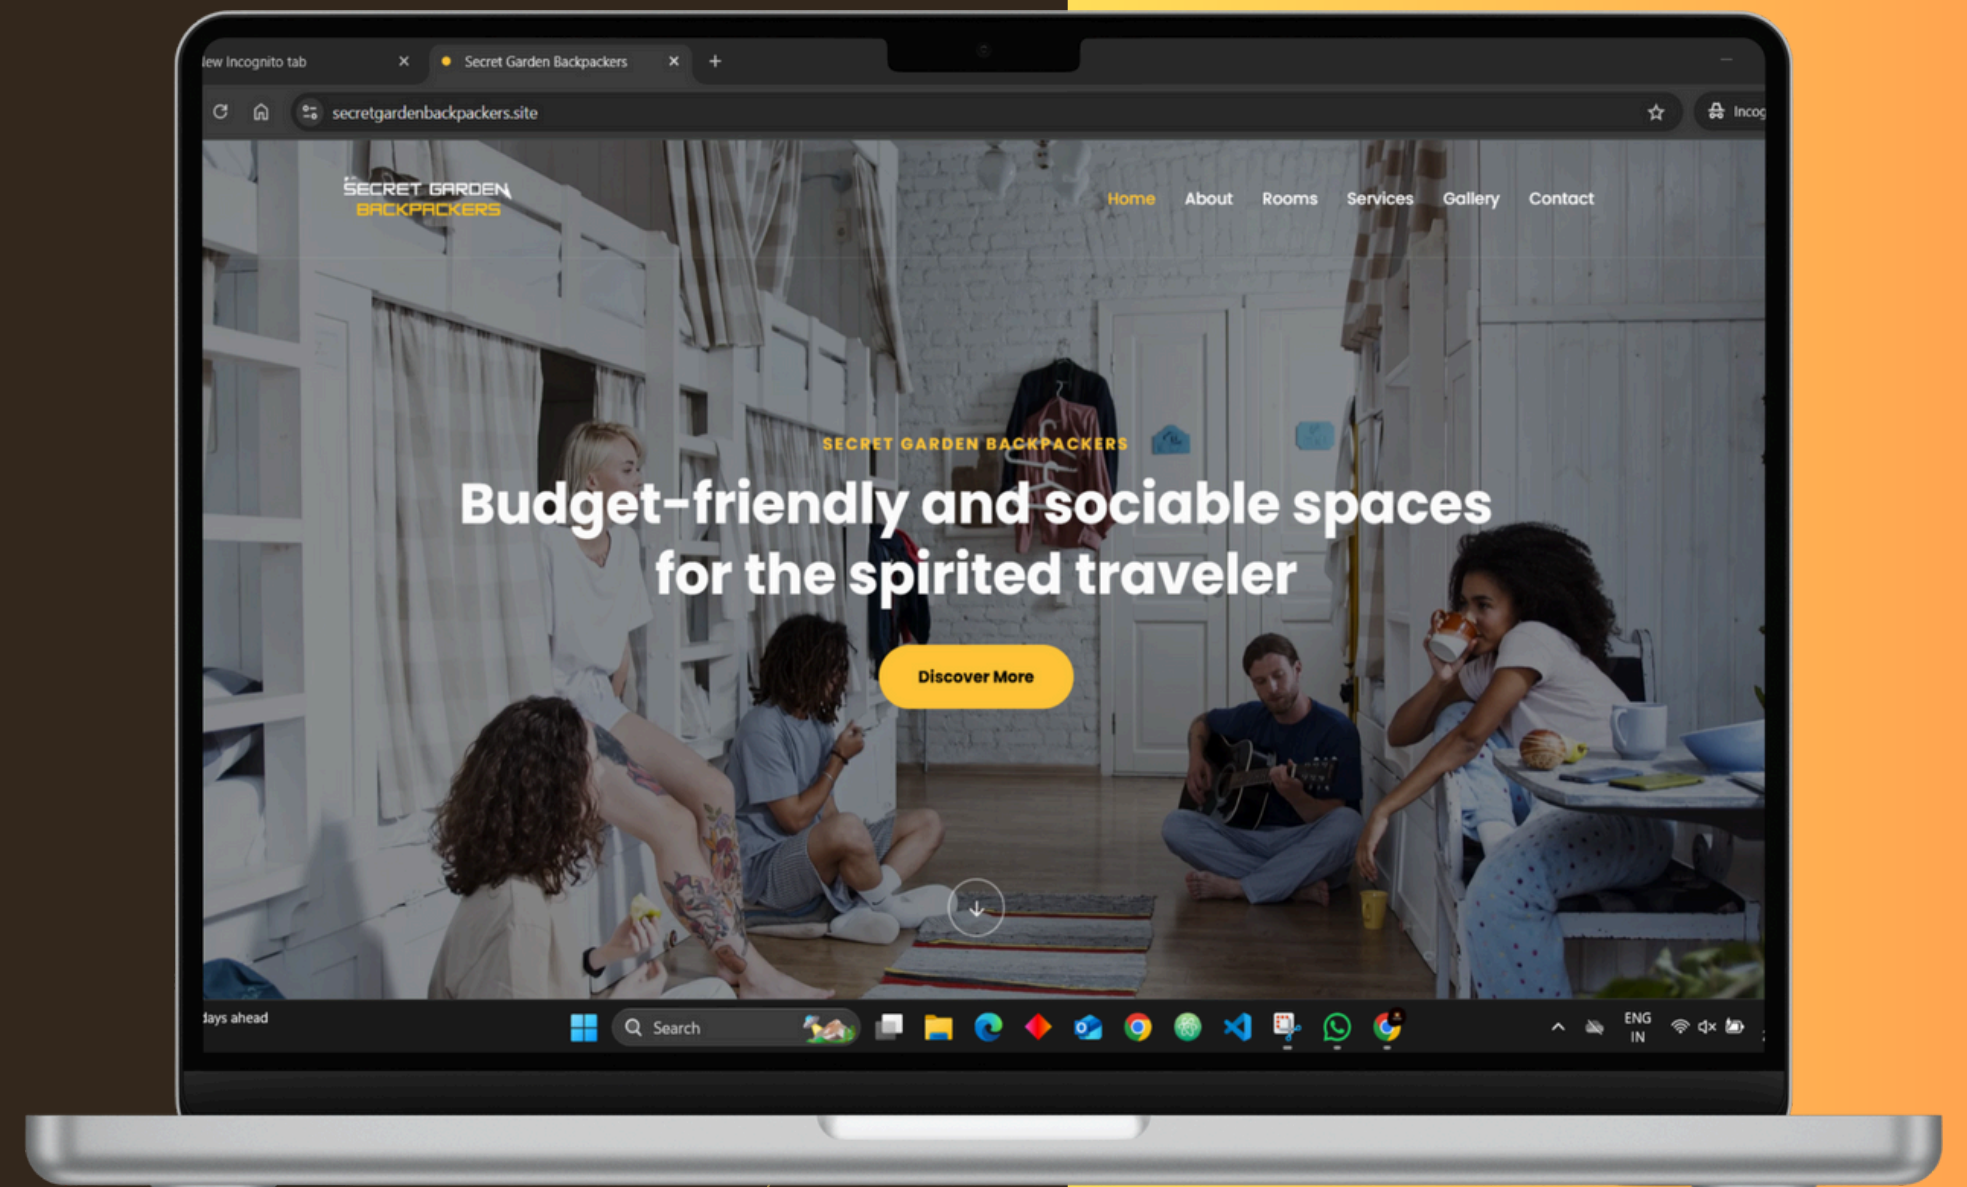 New Incognito tab
Secret Garden Backpackers
secretgardenbackpackers.site
Incog
SECRET GARDEN
BACKPACKERS
Home About Rooms Services Gallery Contact
SECRET GARDEN BACKPACKERS
Budget-friendly and sociable spaces
for the spirited traveler
Discover More
days ahead
Search
ENG
IN